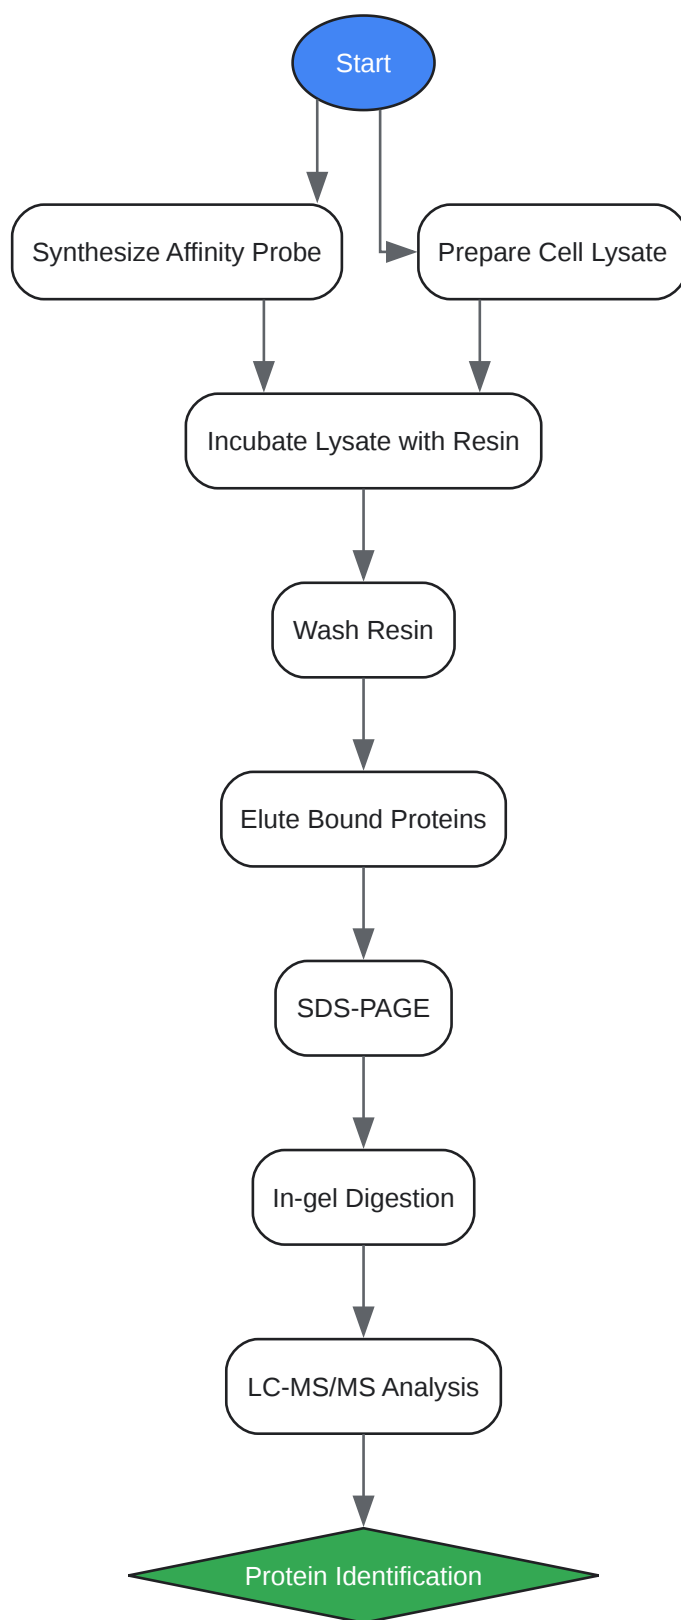 Start
Synthesize Affinity Probe
Prepare Cell Lysate
Incubate Lysate with Resin
Wash Resin
Elute Bound Proteins
SDS-PAGE
In-gel Digestion
LC-MS/MS Analysis
Protein Identification